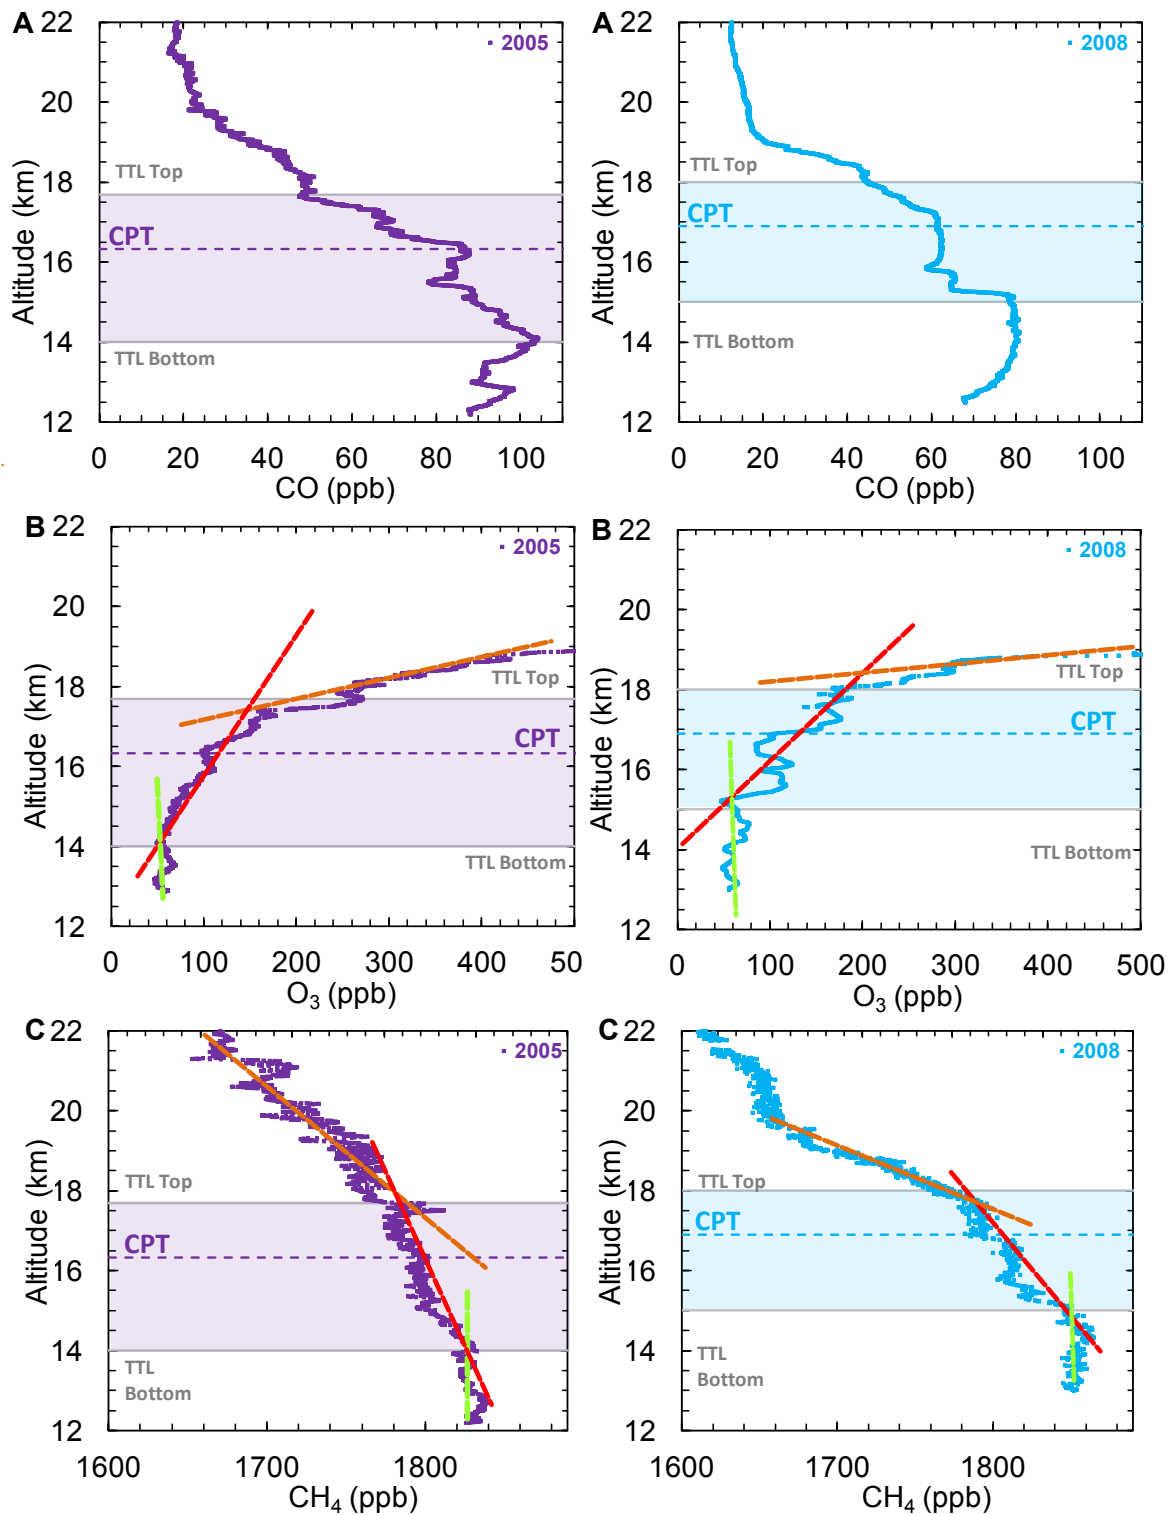 A
22
20
18
16
14
12
Altitude (km)
2005
TTL Top
CPT
TTL Bottom
0 20 40 60 80 100
CO (ppb)
A
22
20
18
16
14
12
Altitude (km)
2008
TTL Top
CPT
TTL Bottom
0 20 40 60 80 100
CO (ppb)
B
22
20
18
16
14
12
Altitude (km)
2005
TTL Top
CPT
TTL Bottom
0 100 200 300 400 50
O3 (ppb)
B
22
20
18
16
14
12
Altitude (km)
2008
TTL Top
CPT
TTL Bottom
0 100 200 300 400 500
O3 (ppb)
C
22
20
18
16
14
12
Altitude (km)
2005
TTL Top
CPT
TTL
Bottom
1600 1700 1800
CH4 (ppb)
C
22
20
18
16
14
12
Altitude (km)
2008
TTL Top
CPT
TTL
Bottom
1600 1700 1800
CH4 (ppb)